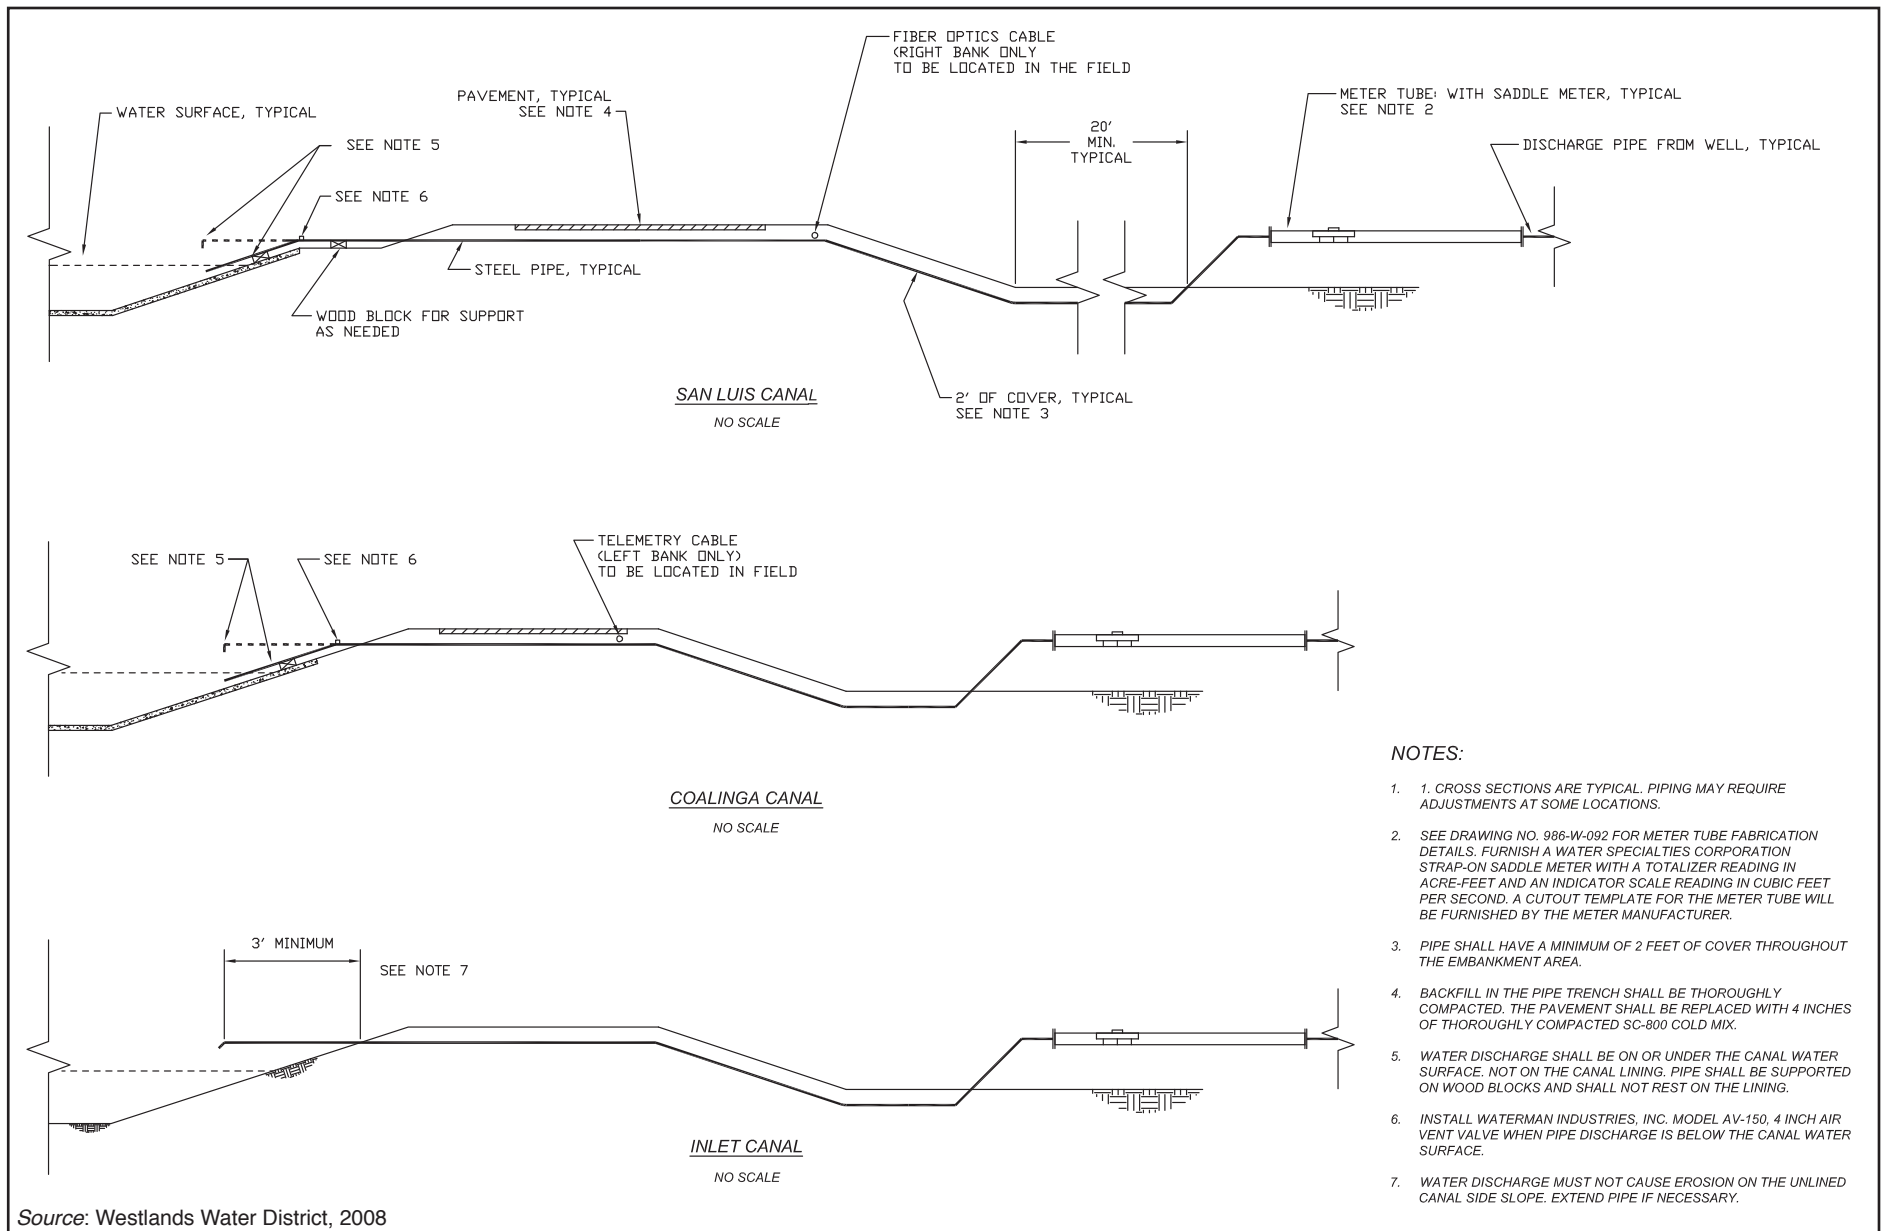 FIBER OPTICS CABLE
(RIGHT BANK ONLY
TO BE LOCATED IN THE FIELD
WATER SURFACE, TYPICAL
PAVEMENT, TYPICAL
SEE NOTE 4
METER TUBE: WITH SADDLE METER, TYPICAL
SEE NOTE 2
20'
MIN.
TYPICAL
SEE NOTE 5
DISCHARGE PIPE FROM WELL, TYPICAL
SEE NOTE 6
STEEL PIPE, TYPICAL
WOOD BLOCK FOR SUPPORT
AS NEEDED
2' OF COVER, TYPICAL
SEE NOTE 3
SAN LUIS CANAL
NO SCALE
TELEMETRY CABLE
(LEFT BANK ONLY)
TO BE LOCATED IN FIELD
SEE NOTE 5
SEE NOTE 6
COALINGA CANAL
NO SCALE
3' MINIMUM
SEE NOTE 7
INLET CANAL
NO SCALE
NOTES:
1. 1. CROSS SECTIONS ARE TYPICAL. PIPING MAY REQUIRE
ADJUSTMENTS AT SOME LOCATIONS.
2. SEE DRAWING NO. 986-W-092 FOR METER TUBE FABRICATION
DETAILS. FURNISH A WATER SPECIALTIES CORPORATION
STRAP-ON SADDLE METER WITH A TOTALIZER READING IN
ACRE-FEET AND AN INDICATOR SCALE READING IN CUBIC FEET
PER SECOND. A CUTOUT TEMPLATE FOR THE METER TUBE WILL
BE FURNISHED BY THE METER MANUFACTURER.
3. PIPE SHALL HAVE A MINIMUM OF 2 FEET OF COVER THROUGHOUT
THE EMBANKMENT AREA.
4. BACKFILL IN THE PIPE TRENCH SHALL BE THOROUGHLY
COMPACTED. THE PAVEMENT SHALL BE REPLACED WITH 4 INCHES
OF THOROUGHLY COMPACTED SC-800 COLD MIX.
5. WATER DISCHARGE SHALL BE ON OR UNDER THE CANAL WATER
SURFACE. NOT ON THE CANAL LINING. PIPE SHALL BE SUPPORTED
ON WOOD BLOCKS AND SHALL NOT REST ON THE LINING.
6. INSTALL WATERMAN INDUSTRIES, INC. MODEL AV-150, 4 INCH AIR
VENT VALVE WHEN PIPE DISCHARGE IS BELOW THE CANAL WATER
SURFACE.
7. WATER DISCHARGE MUST NOT CAUSE EROSION ON THE UNLINED
CANAL SIDE SLOPE. EXTEND PIPE IF NECESSARY.
Source: Westlands Water District, 2008